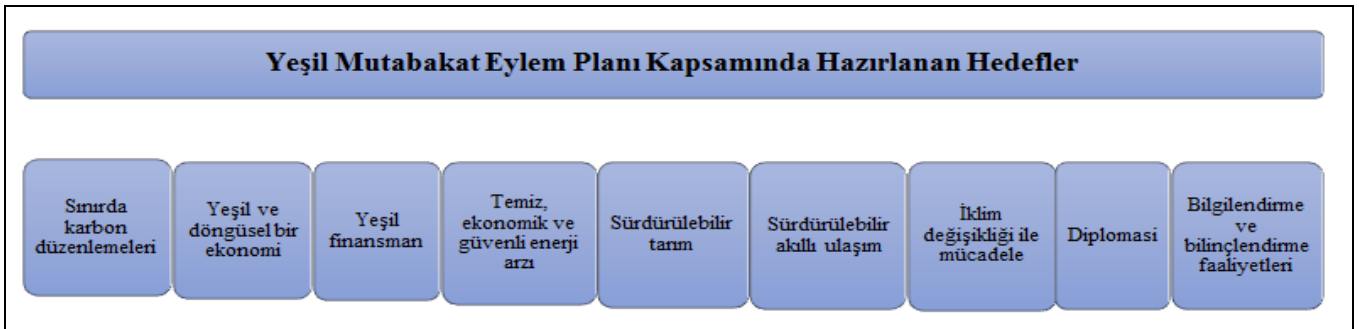 Yeşil Mutabakat Eylem Planı Kapsamında Hazırlanan Hedefler
Sınırda
karbon
düzenlemeleri
Yeşil ve
döngüsel bir
ekonomi
Yeşil
finansman
Temiz,
ekonomik ve
güvenli enerji
arzı
Sürdürülebilir
tarım
Sürdürülebilir
akıllı ulaşım
İklim
değişikliği ile
mücadele
Diplomasi
Bilgilendirme
ve
bilinçlendirme
faaliyetleri